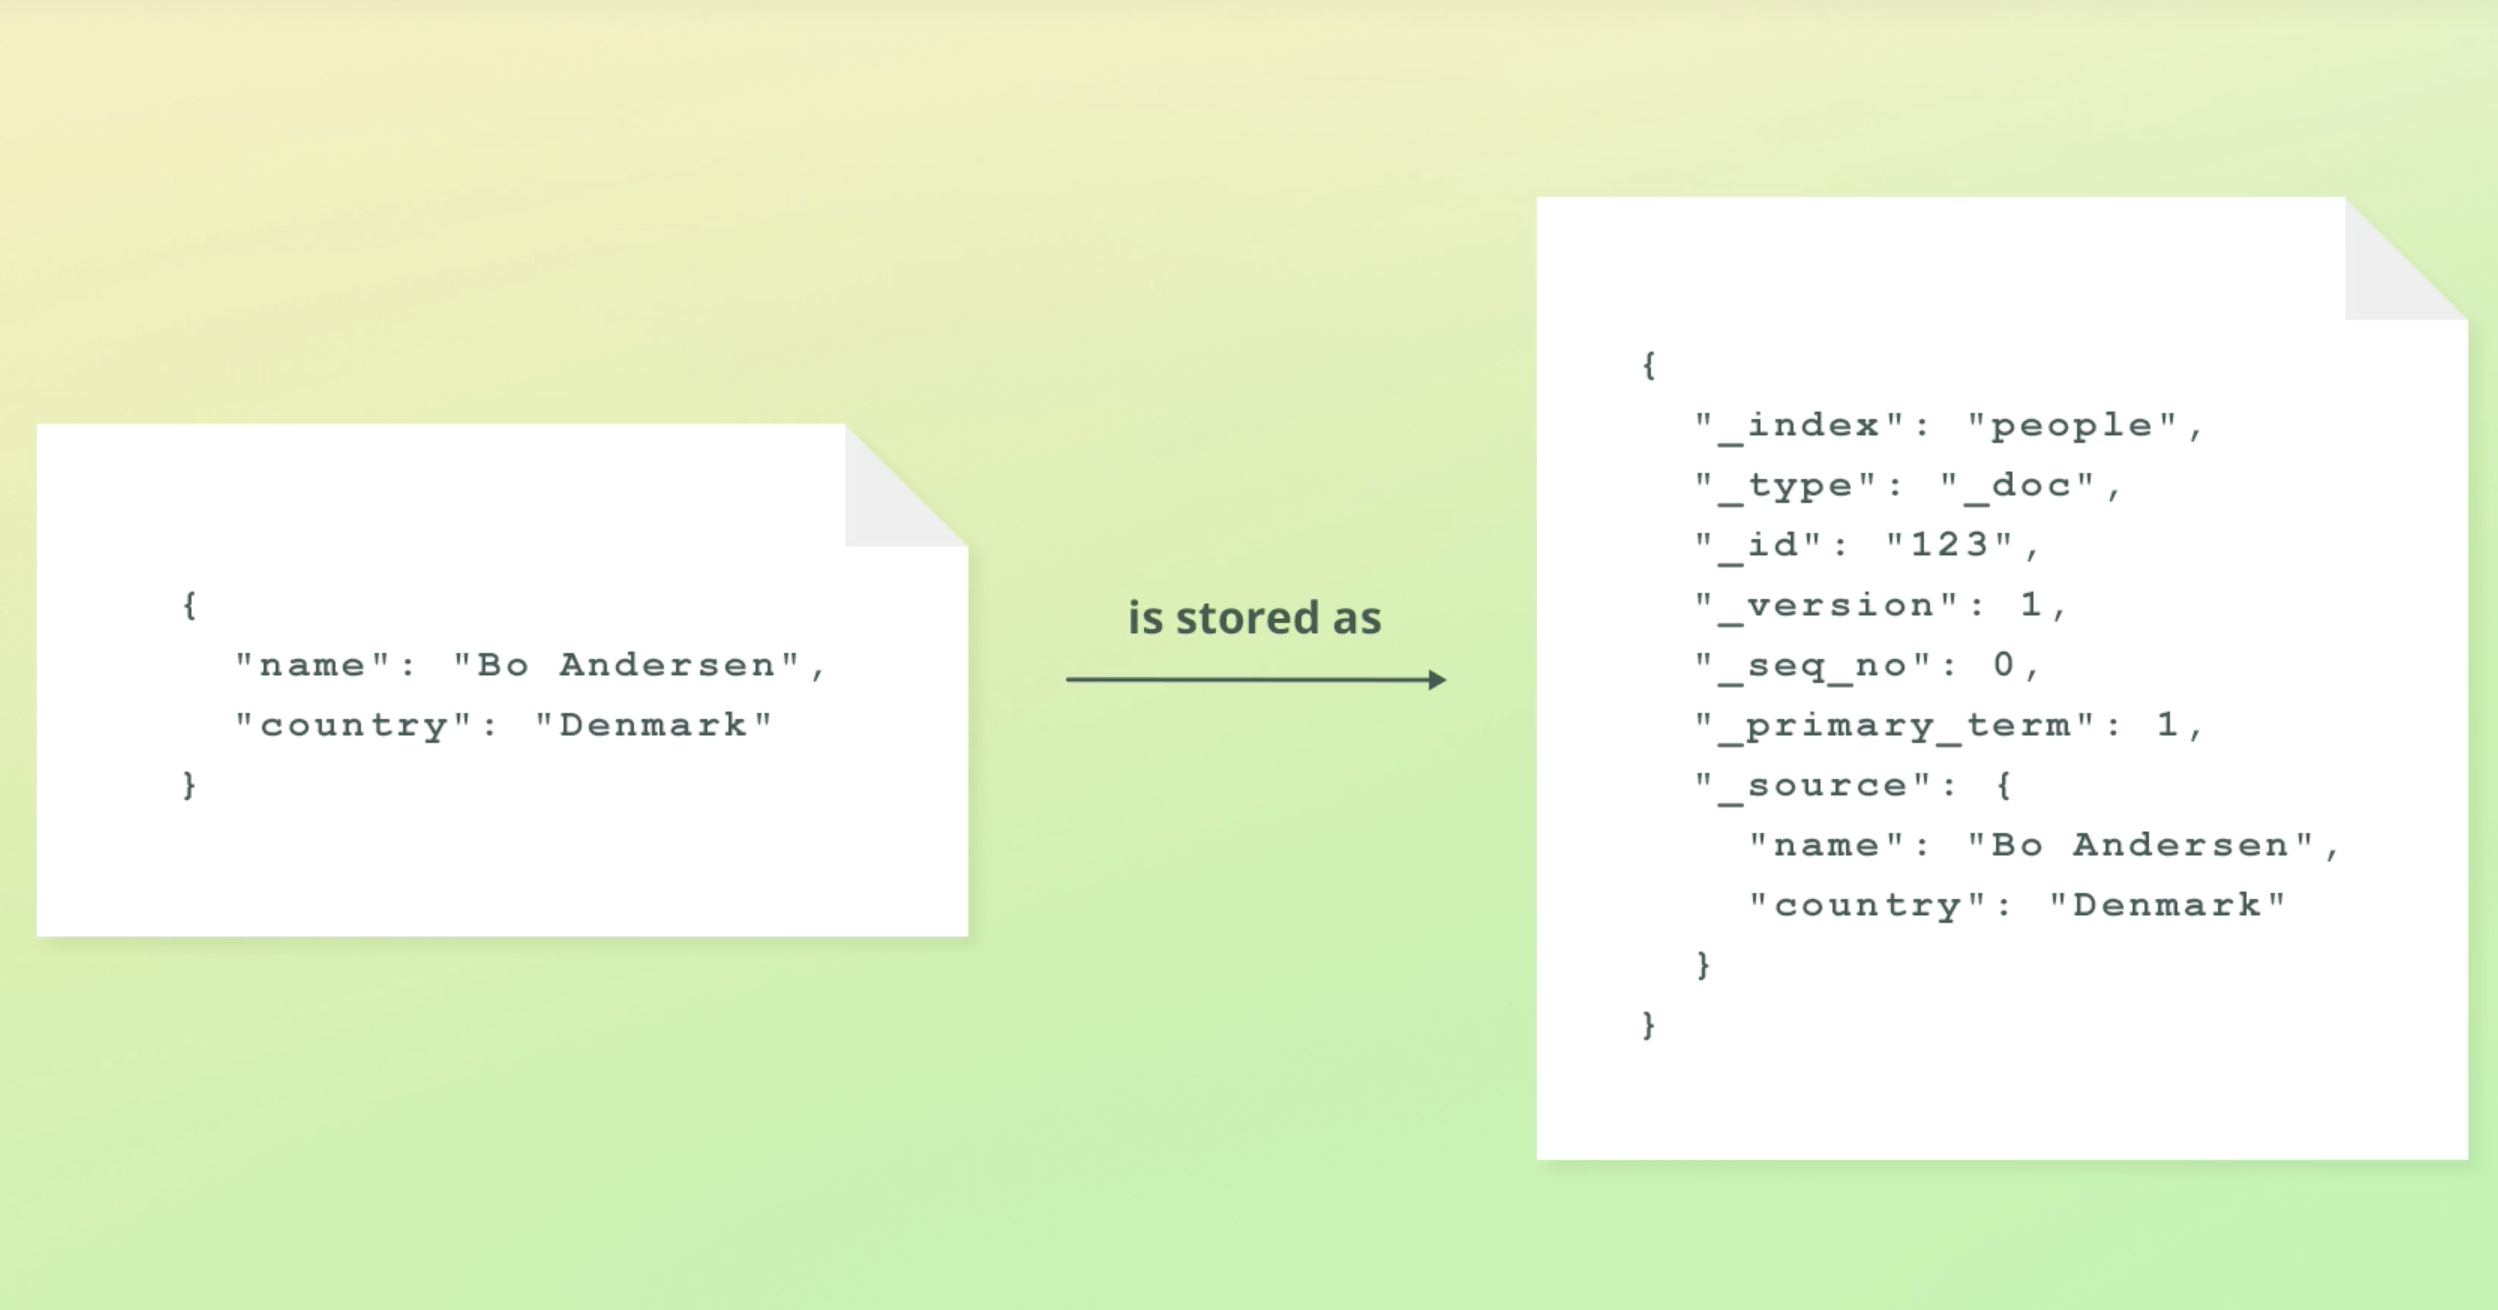 {
"name": "Bo Andersen",
"country": "Denmark"
}
is stored as
{
"_index": "people",
"_type": "_doc",
"_id": "123",
"_version": 1,
"_seq_no": 0,
"_primary_term": 1,
"_source": {
"name": "Bo Andersen",
"country": "Denmark"
}
}